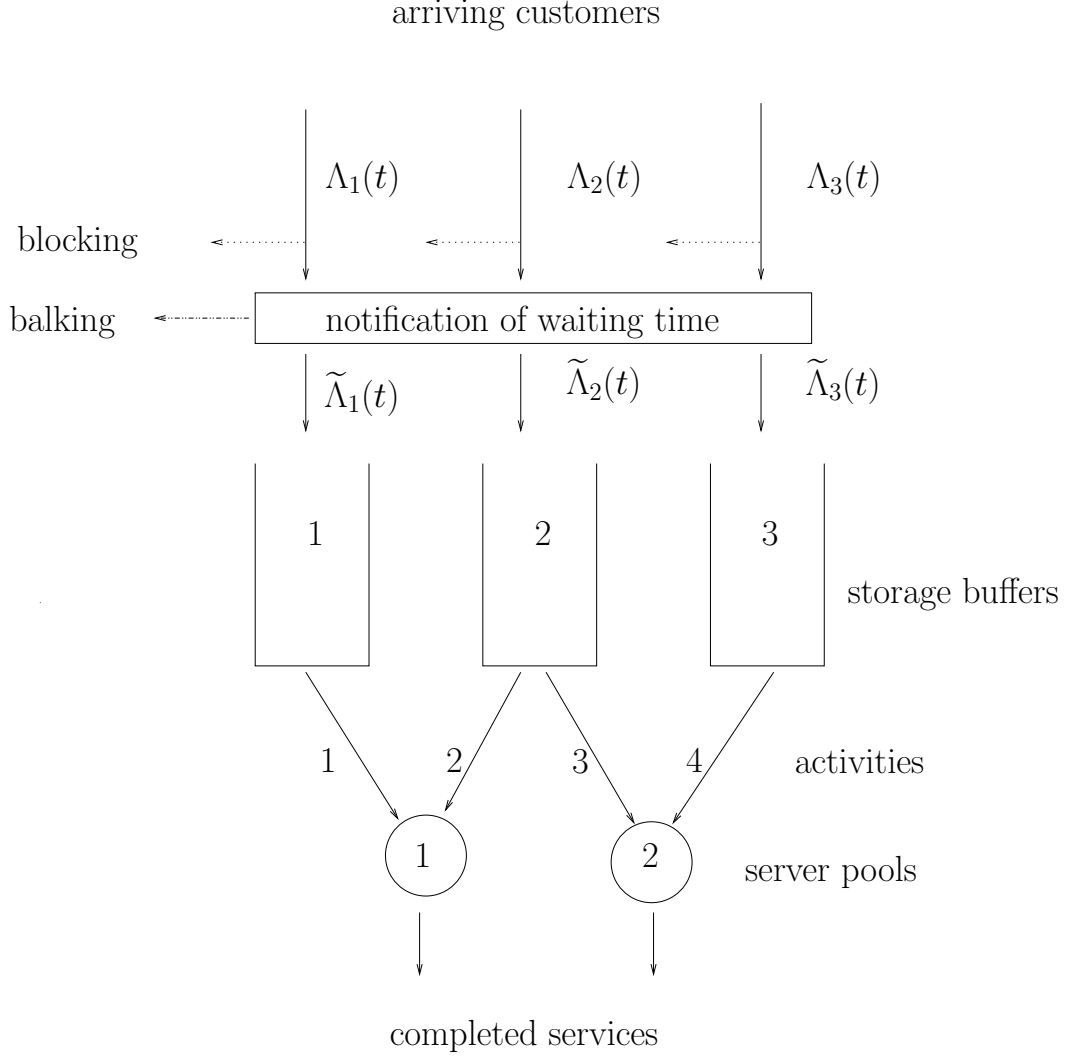 arriving customers
Λ₁(t) Λ₂(t) Λ₃(t)
blocking
balking
notification of waiting time
Λ̃₁(t) Λ̃₂(t) Λ̃₃(t)
1 2 3
storage buffers
1 2 3 4 activities
1 2
server pools
completed services